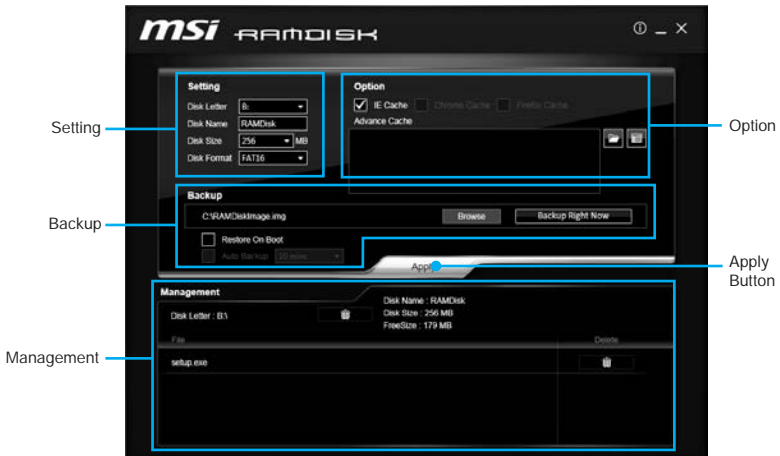 msi RAMDISK
Setting
Disk Letter B:
Disk Name RAMDisk
Disk Size 256 MB
Disk Format FAT16
Option
IE Cache Chrome Cache Firefox Cache
Advance Cache
Setting
Option
Backup
C:\RAMDiskImage.img Browse Backup Right Now
Restore On Boot
Auto Backup 10 mins
Backup
Apply
Apply
Button
Management
Disk Letter : B:\
Disk Name : RAMDisk
Disk Size : 256 MB
FreeSize : 179 MB
File Delete
setup.exe
Management